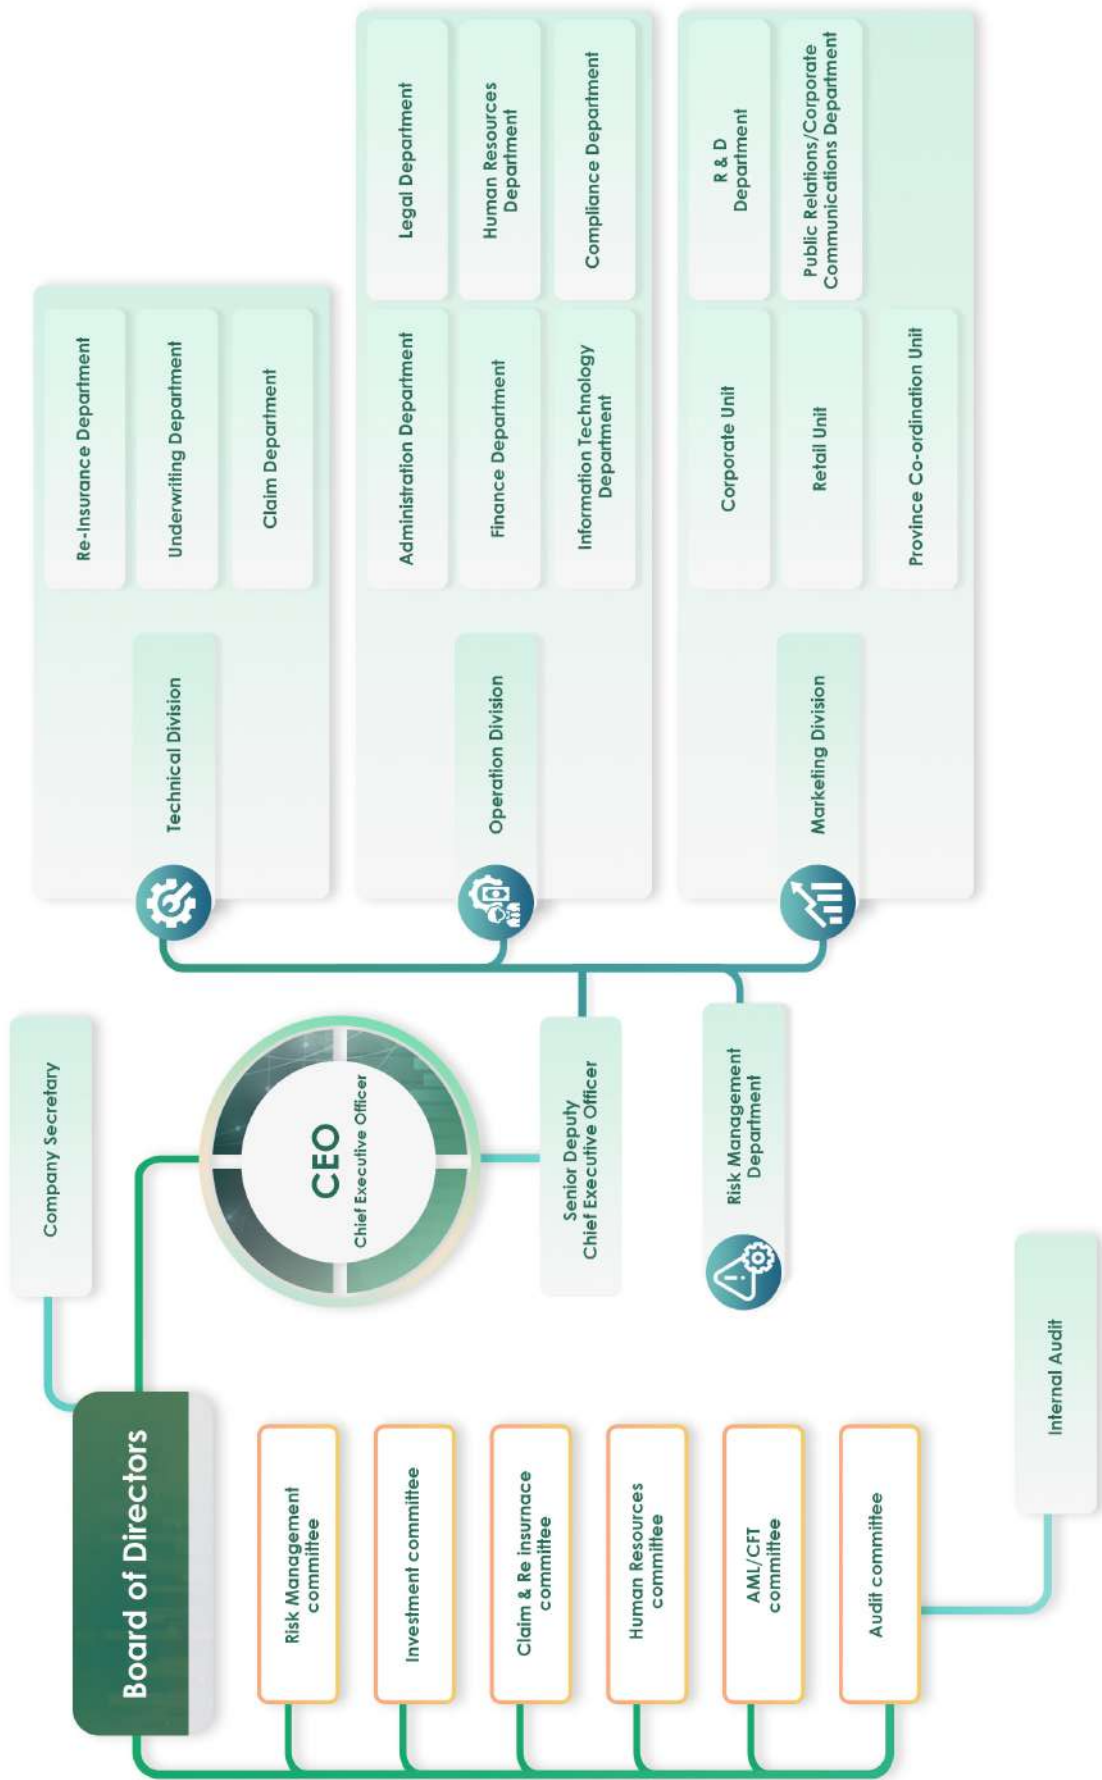 Board of Directors
Company Secretary
Risk Management
committee
Investment committee
Claim & Re insurnace
committee
Human Resources
committee
AML/CFT
committee
Audit committee
Internal Audit
CEO
Chief Executive Officer
Senior Deputy
Chief Executive Officer
Risk Management
Department
Technical Division
Re-Insurance Department
Underwriting Department
Claim Department
Operation Division
Administration Department
Legal Department
Finance Department
Human Resources
Department
Information Technology
Department
Compliance Department
Marketing Division
Corporate Unit
R & D
Department
Retail Unit
Public Relations/Corporate
Communications Department
Province Co-ordination Unit